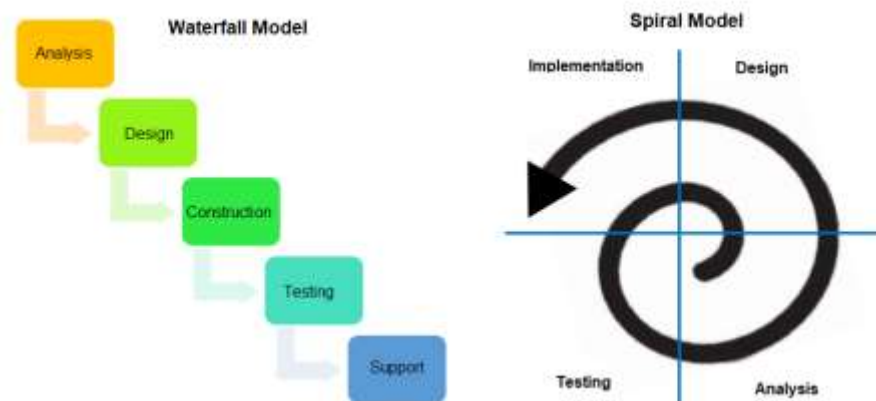 Waterfall Model
Analysis
Design
Construction
Testing
Support
Spiral Model
Implementation
Design
Testing
Analysis